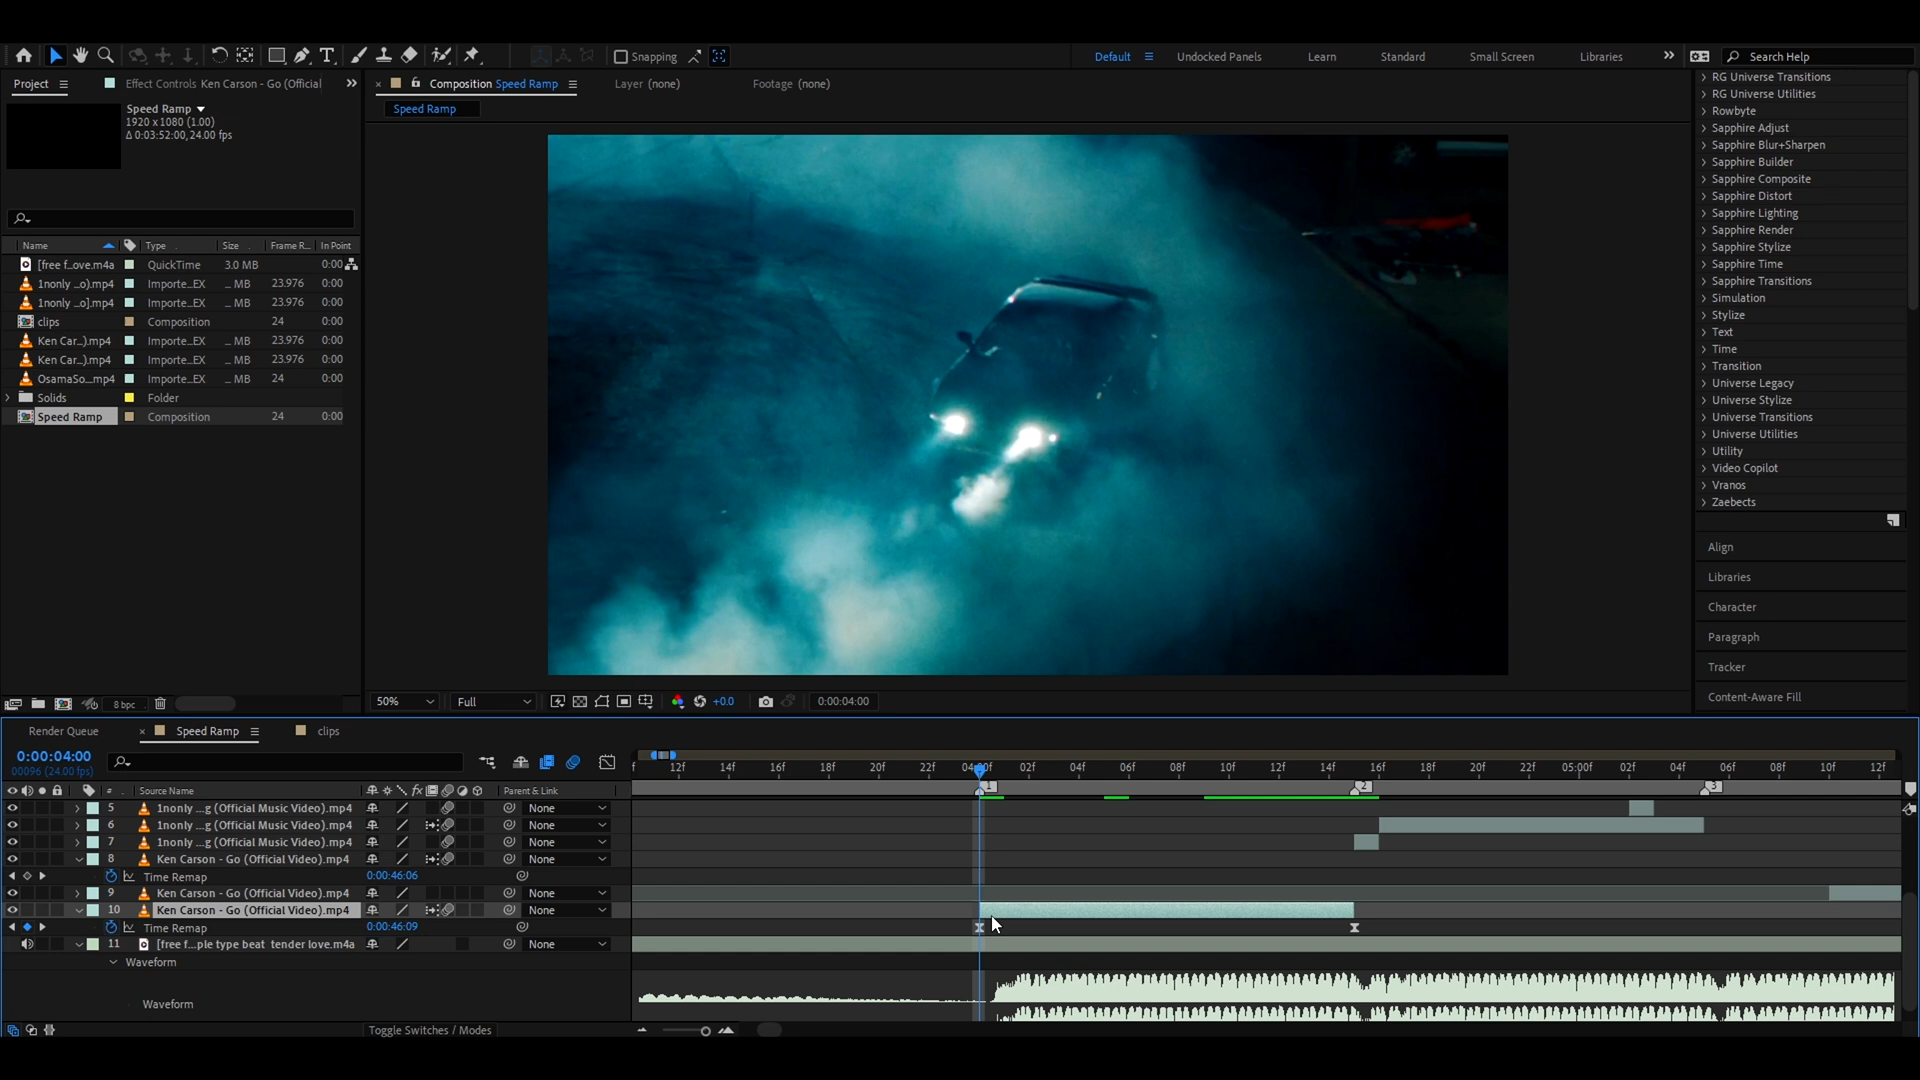 Snapping
Default
Undocked Panels
Learn
Standard
Small Screen
Libraries
Search Help
Project
Effect Controls Ken Carson - Go (Official
Composition Speed Ramp
Layer (none)
Footage (none)
Speed Ramp
Speed Ramp
1920 x 1080 (1.00)
Δ 0:03:52:00, 24.00 fps
Name Type Size Frame R... In Point
[free f...ove.m4a QuickTime 3.0 MB 0:00
1nonly ...o).mp4 Importe...EX ... MB 23.976 0:00
1nonly ...o].mp4 Importe...EX ... MB 23.976 0:00
clips Composition 24 0:00
Ken Car...).mp4 Importe...EX ... MB 23.976 0:00
Ken Car...).mp4 Importe...EX ... MB 23.976 0:00
OsamaSo....mp4 Importe...EX ... MB 24 0:00
Solids Folder
Speed Ramp Composition 24 0:00
8 bpc
50%
Full
+0.0
0:00:04:00
RG Universe Transitions
RG Universe Utilities
Rowbyte
Sapphire Adjust
Sapphire Blur+Sharpen
Sapphire Builder
Sapphire Composite
Sapphire Distort
Sapphire Lighting
Sapphire Render
Sapphire Stylize
Sapphire Time
Sapphire Transitions
Simulation
Stylize
Text
Time
Transition
Universe Legacy
Universe Stylize
Universe Transitions
Universe Utilities
Utility
Video Copilot
Vranos
Zaebects
Align
Libraries
Character
Paragraph
Tracker
Content-Aware Fill
Render Queue
Speed Ramp
clips
0:00:04:00
00096 (24.00 fps)
f 12f 14f 16f 18f 20f 22f 04:00f 02f 04f 06f 08f 10f 12f 14f 16f 18f 20f 22f 05:00f 02f 04f 06f 08f 10f 12f
1 2 3
# Source Name fx Parent & Link
5 1nonly ...g (Official Music Video).mp4 None
6 1nonly ...g (Official Music Video).mp4 None
7 1nonly ...g (Official Music Video).mp4 None
8 Ken Carson - Go (Official Video).mp4 None
Time Remap 0:00:46:06
9 Ken Carson - Go (Official Video).mp4 None
10 Ken Carson - Go (Official Video).mp4 None
Time Remap 0:00:46:09
11 [free f...ple type beat tender love.m4a None
Waveform
Waveform
Toggle Switches / Modes